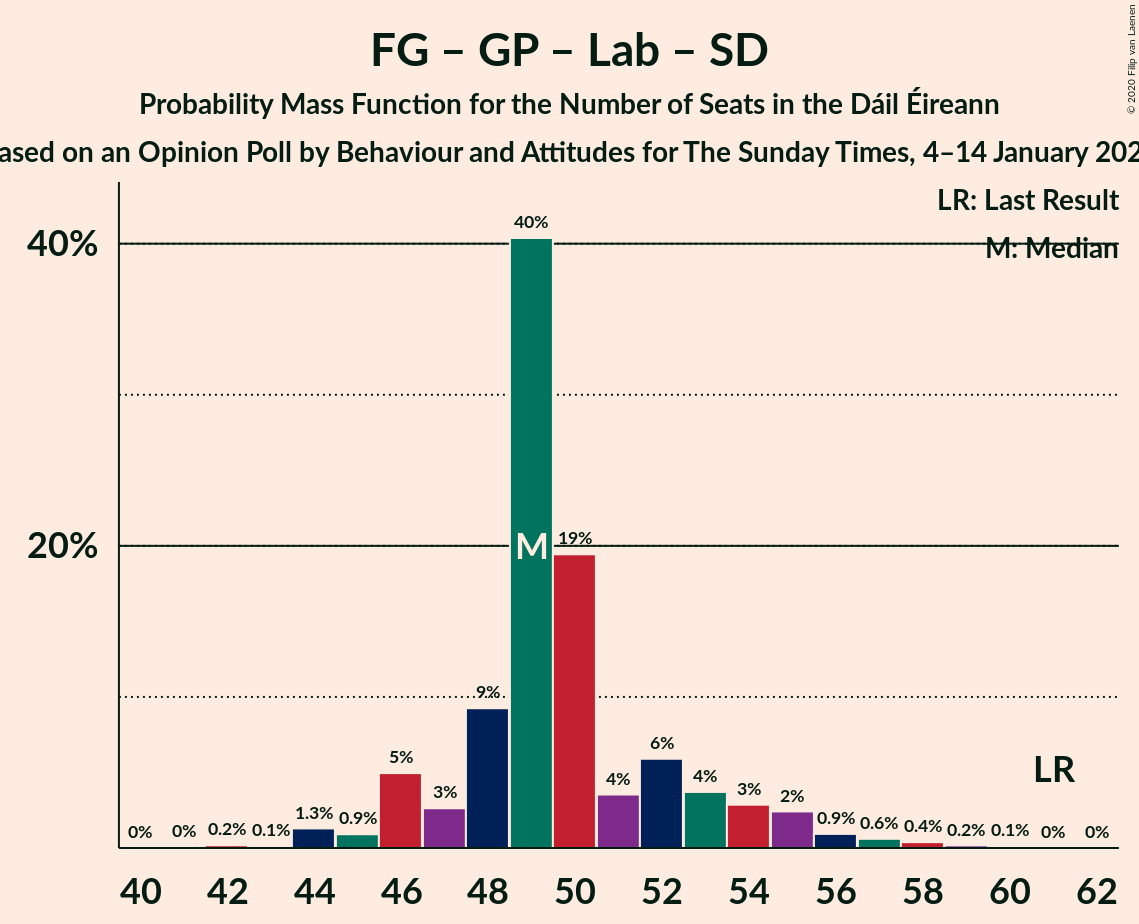 FG – GP – Lab – SD
Probability Mass Function for the Number of Seats in the Dáil Éireann
ased on an Opinion Poll by Behaviour and Attitudes for The Sunday Times, 4–14 January 202
© 2020 Filip van Laenen
LR: Last Result
M: Median
40%
20%
40%
M
19%
9%
5%
3%
6%
4%
4%
3%
2%
LR
0%
0%
0.2%
0.1%
1.3%
0.9%
0.9%
0.6%
0.4%
0.2%
0.1%
0%
0%
40 42 44 46 48 50 52 54 56 58 60 62